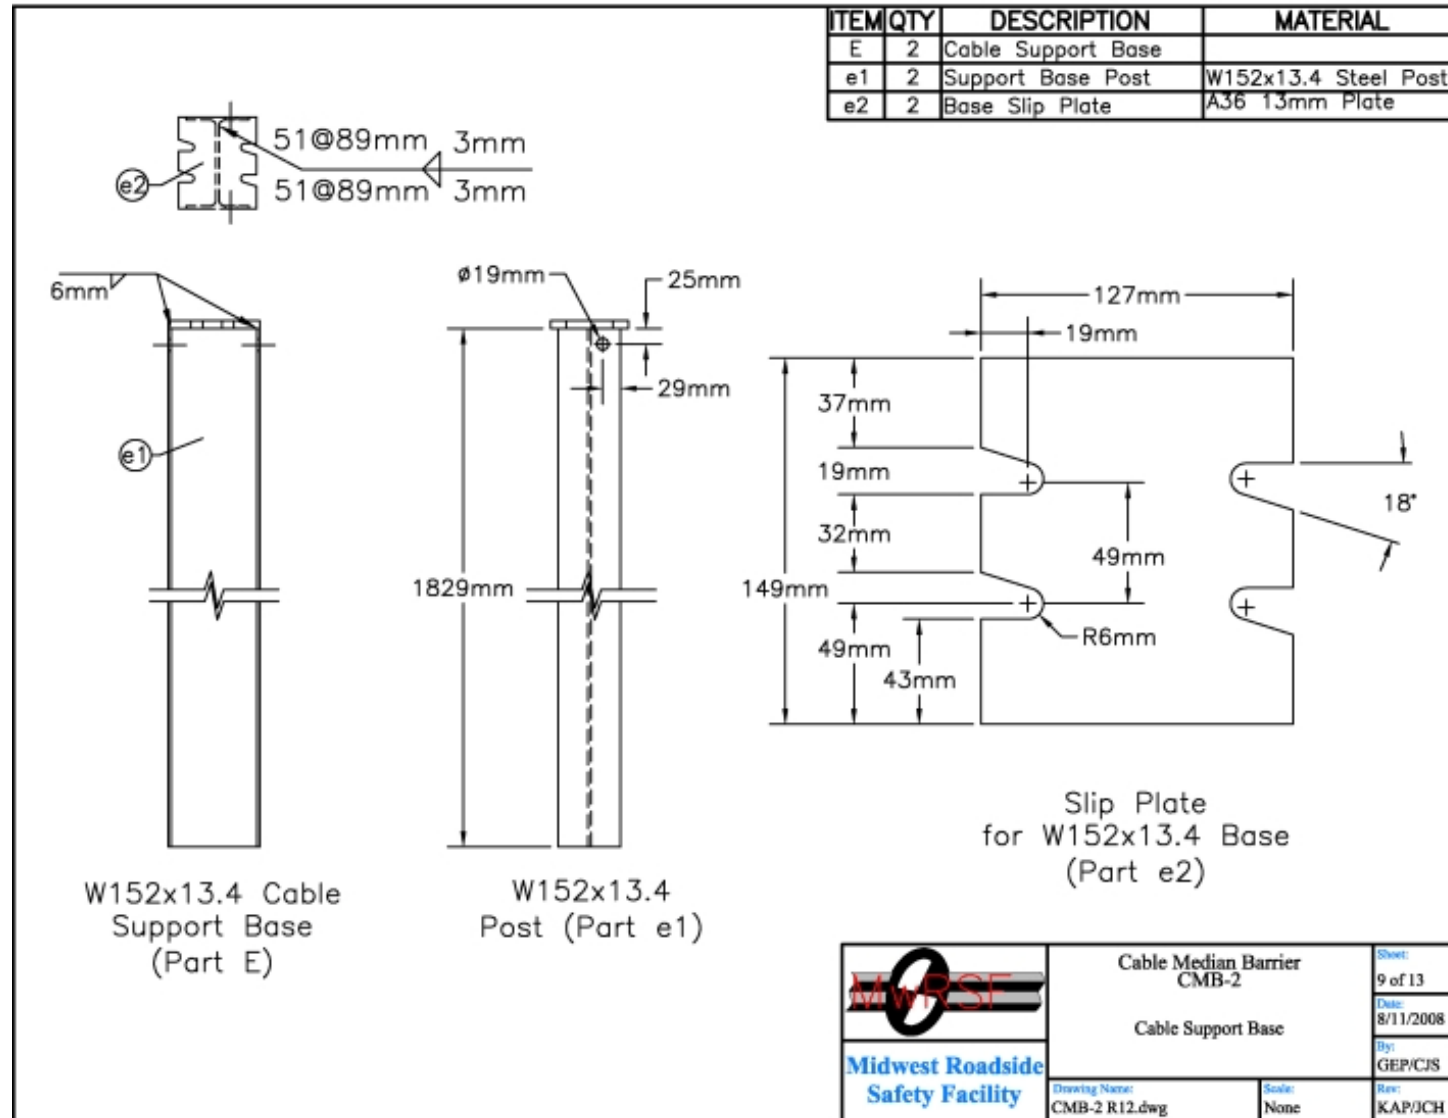 ITEM QTY DESCRIPTION MATERIAL
E 2 Cable Support Base
e1 2 Support Base Post W152x13.4 Steel Post
e2 2 Base Slip Plate A36 13mm Plate
51@89mm 3mm
e2
51@89mm 3mm
6mm
e1
W152x13.4 Cable
Support Base
(Part E)
ø19mm
25mm
29mm
1829mm
W152x13.4
Post (Part e1)
127mm
19mm
37mm
19mm
32mm
149mm
49mm
43mm
49mm
R6mm
18°
Slip Plate
for W152x13.4 Base
(Part e2)
MwRSF
Midwest Roadside
Safety Facility
Cable Median Barrier
CMB-2
Cable Support Base
Sheet:
9 of 13
Date:
8/11/2008
By:
GEP/CJS
Drawing Name:
CMB-2 R12.dwg
Scale:
None
Rev:
KAP/JCH